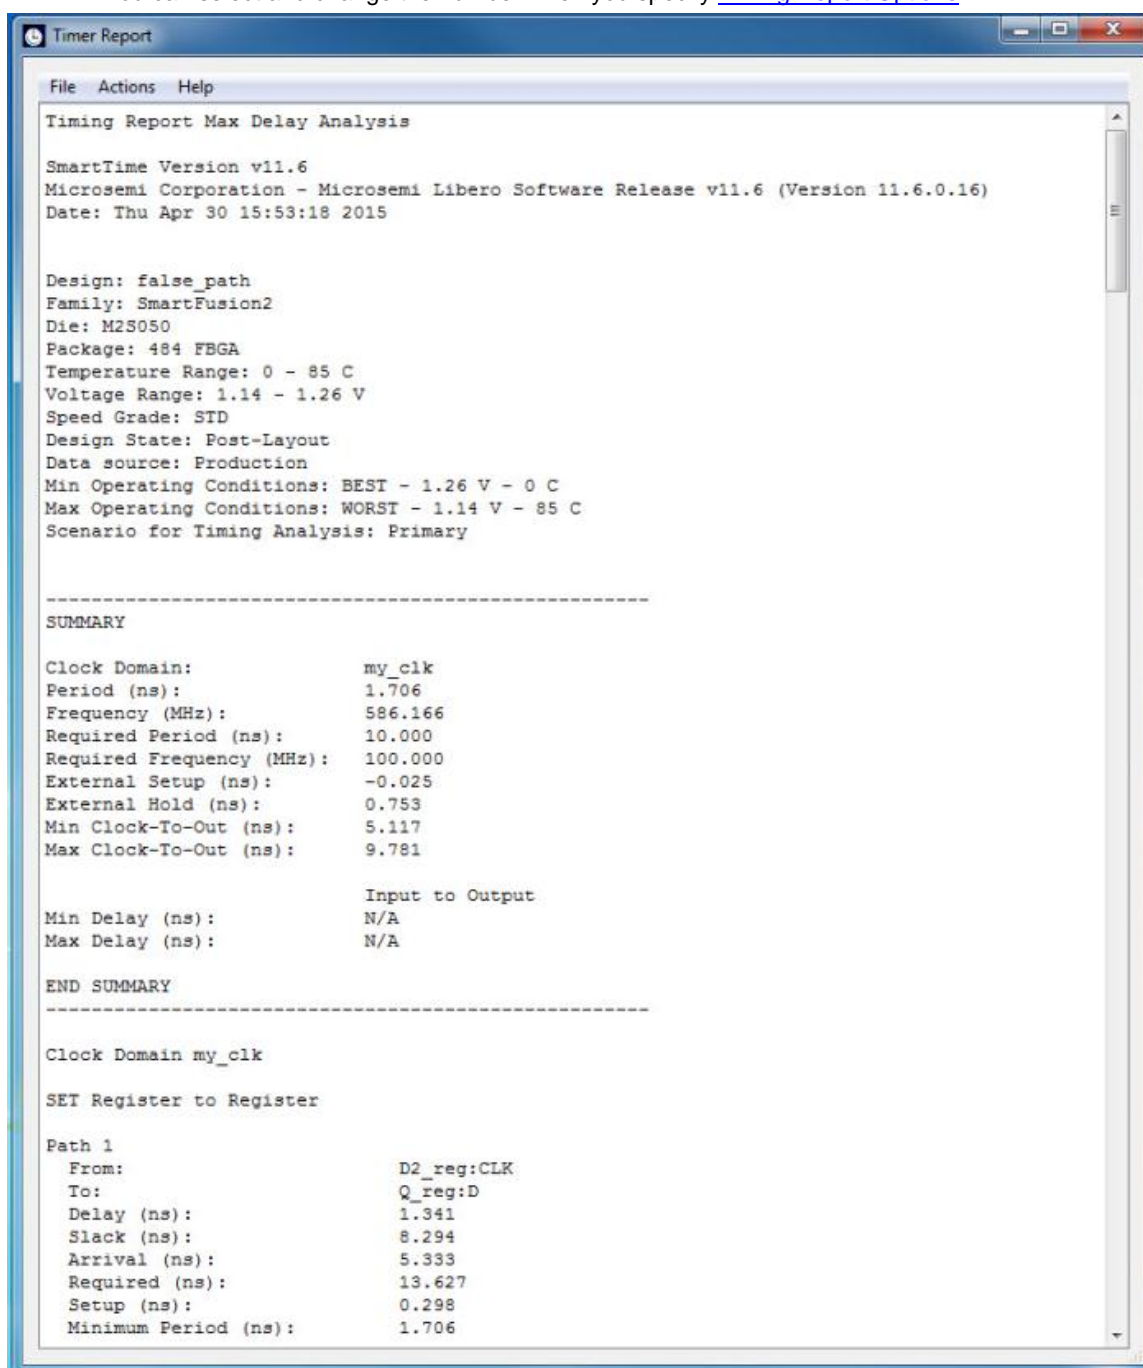 Timer Report
File Actions Help
Timing Report Max Delay Analysis
SmartTime Version v11.6
Microsemi Corporation - Microsemi Libero Software Release v11.6 (Version 11.6.0.16)
Date: Thu Apr 30 15:53:18 2015
Design: false_path
Family: SmartFusion2
Die: M2S050
Package: 484 FBGA
Temperature Range: 0 - 85 C
Voltage Range: 1.14 - 1.26 V
Speed Grade: STD
Design State: Post-Layout
Data source: Production
Min Operating Conditions: BEST - 1.26 V - 0 C
Max Operating Conditions: WORST - 1.14 V - 85 C
Scenario for Timing Analysis: Primary
-----------------------------------------------------
SUMMARY
Clock Domain: my_clk
Period (ns): 1.706
Frequency (MHz): 586.166
Required Period (ns): 10.000
Required Frequency (MHz): 100.000
External Setup (ns): -0.025
External Hold (ns): 0.753
Min Clock-To-Out (ns): 5.117
Max Clock-To-Out (ns): 9.781
Input to Output
Min Delay (ns): N/A
Max Delay (ns): N/A
END SUMMARY
-----------------------------------------------------
Clock Domain my_clk
SET Register to Register
Path 1
From: D2_reg:CLK
To: Q_reg:D
Delay (ns): 1.341
Slack (ns): 8.294
Arrival (ns): 5.333
Required (ns): 13.627
Setup (ns): 0.298
Minimum Period (ns): 1.706